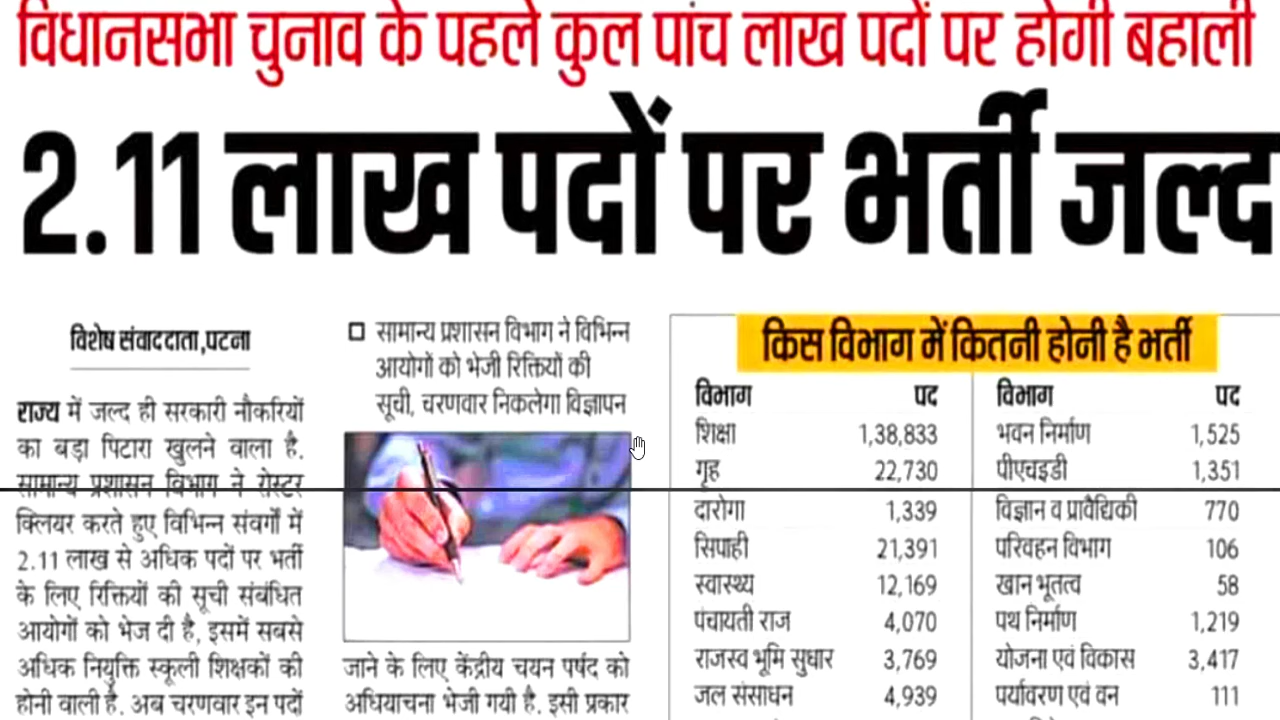 विधानसभा चुनाव के पहले कुल पांच लाख पदों पर होगी बहाली
2.11 लाख पदों पर भर्ती जल्द
विशेष संवाददाता,पटना
राज्य में जल्द ही सरकारी नौकरियों
का बड़ा पिटारा खुलने वाला है.
सामान्य प्रशासन विभाग ने रोस्टर
क्लियर करते हुए विभिन्न संवर्गों में
2.11 लाख से अधिक पदों पर भर्ती
के लिए रिक्तियों की सूची संबंधित
आयोगों को भेज दी है, इसमें सबसे
अधिक नियुक्ति स्कूली शिक्षकों की
होनी वाली है. अब चरणवार इन पदों
सामान्य प्रशासन विभाग ने विभिन्न
आयोगों को भेजी रिक्तियों की
सूची, चरणवार निकलेगा विज्ञापन
जाने के लिए केंद्रीय चयन पर्षद को
अधियाचना भेजी गयी है. इसी प्रकार
किस विभाग में कितनी होनी है भर्ती
विभाग पद
शिक्षा 1,38,833
गृह 22,730
दारोगा 1,339
सिपाही 21,391
स्वास्थ्य 12,169
पंचायती राज 4,070
राजस्व भूमि सुधार 3,769
जल संसाधन 4,939
विभाग पद
भवन निर्माण 1,525
पीएचइडी 1,351
विज्ञान व प्रावैद्यिकी 770
परिवहन विभाग 106
खान भूतत्व 58
पथ निर्माण 1,219
योजना एवं विकास 3,417
पर्यावरण एवं वन 111